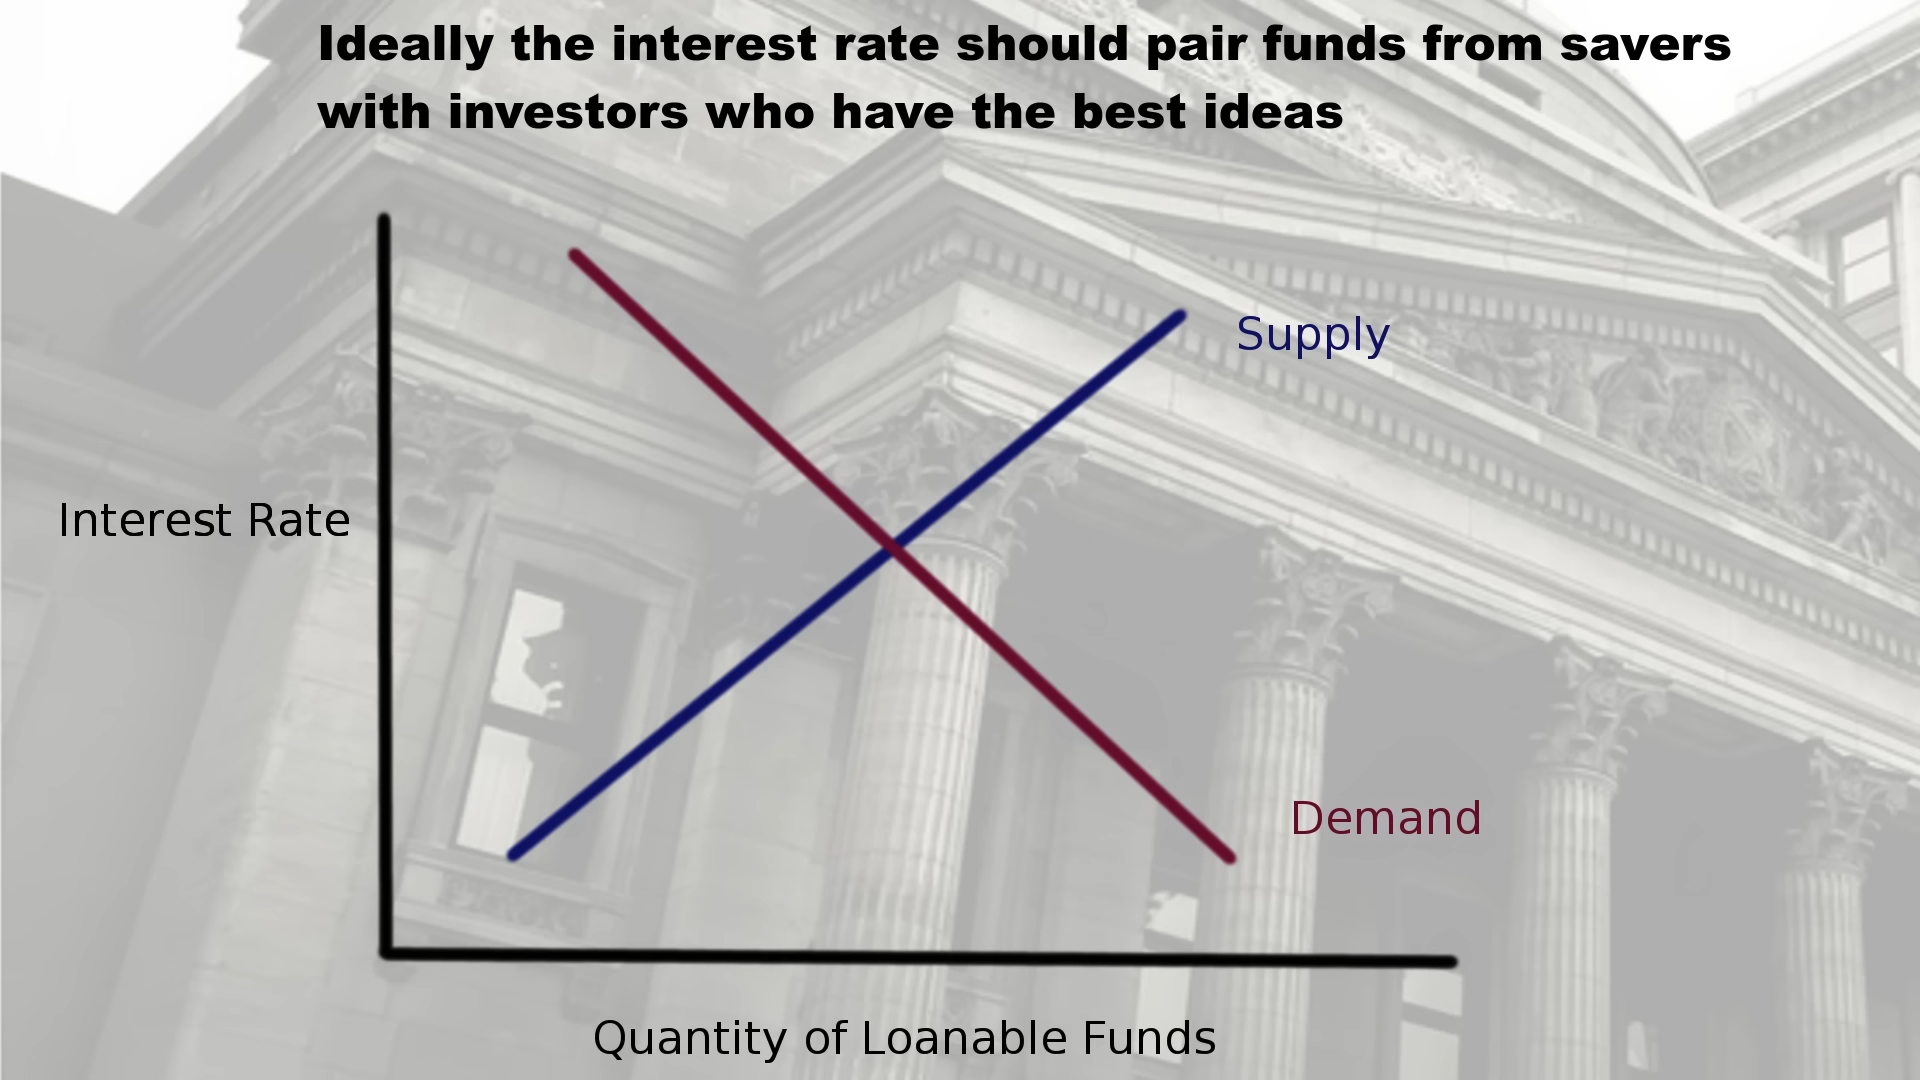 Ideally the interest rate should pair funds from savers
with investors who have the best ideas
Supply
Interest Rate
Demand
Quantity of Loanable Funds